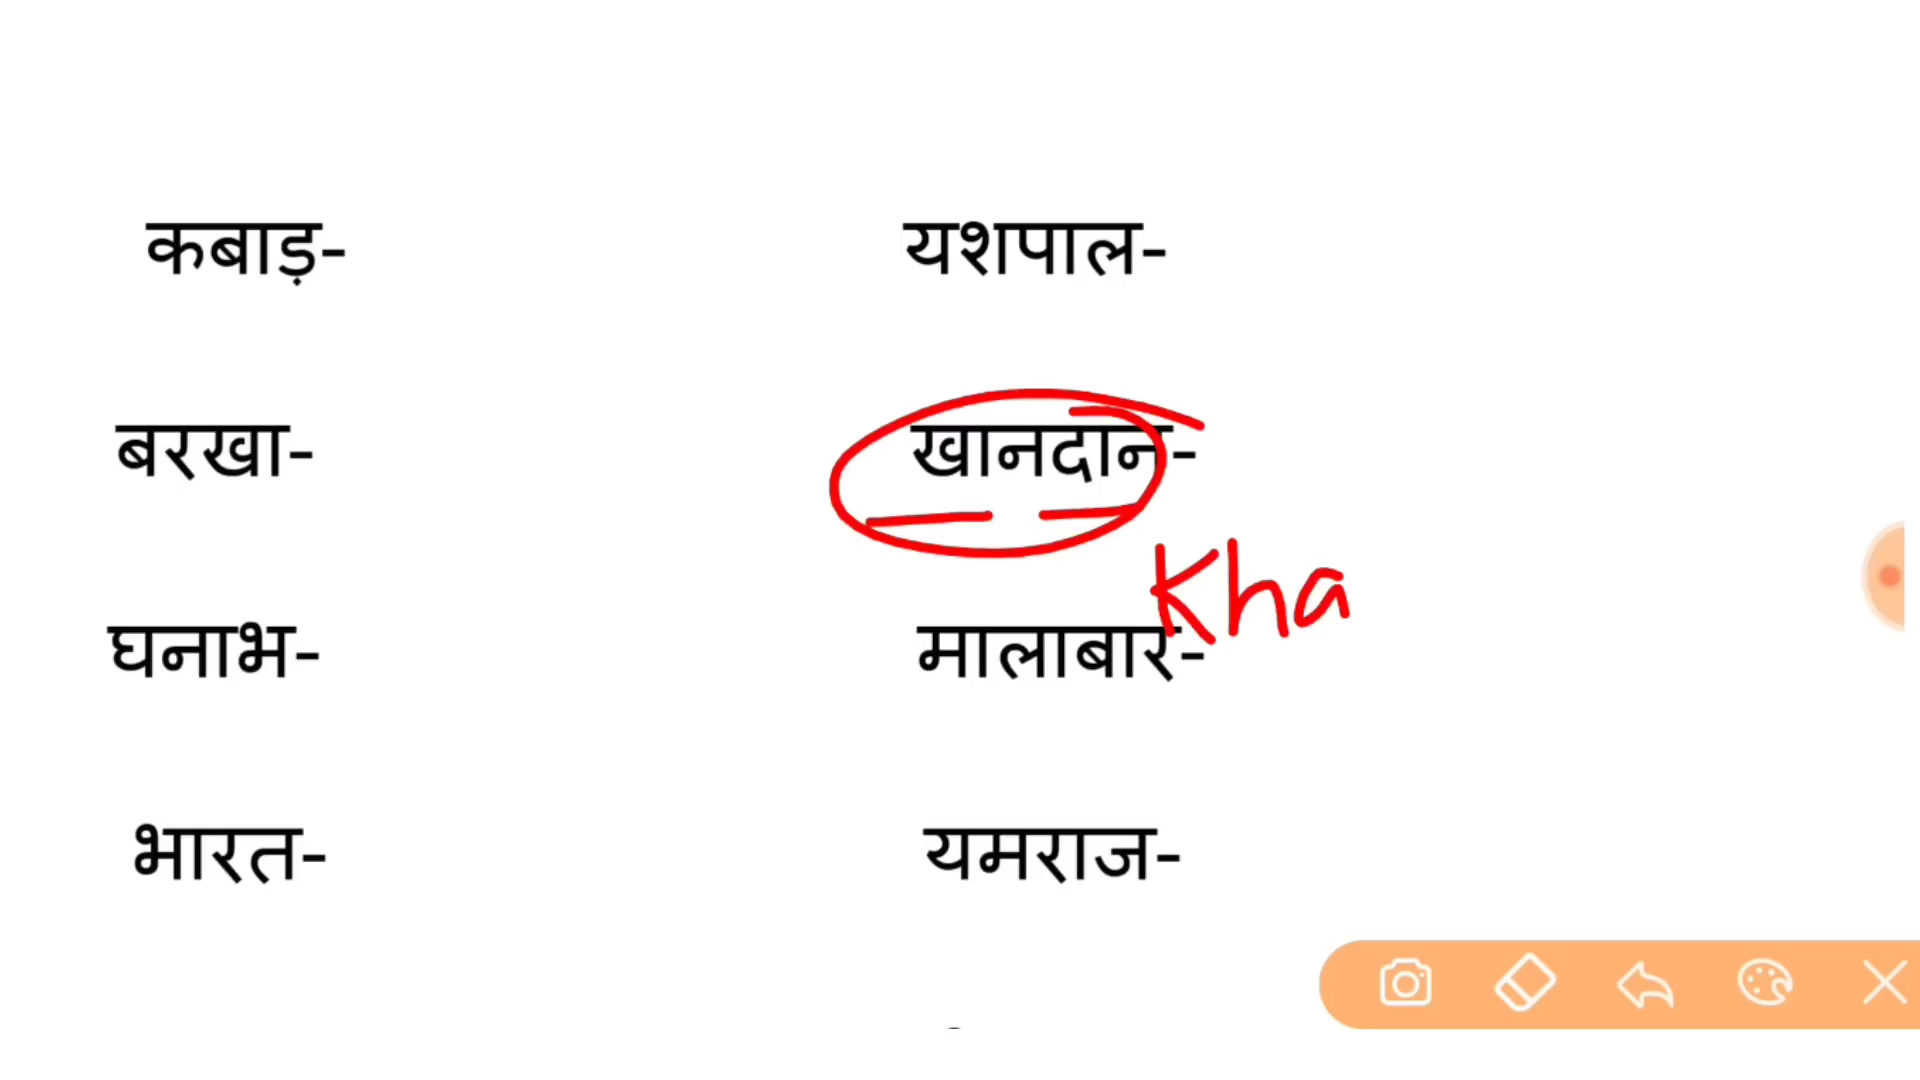 कबाड़- यशपाल-
बरखा- खानदान-
Kha
घनाभ- मालाबार-
भारत- यमराज-